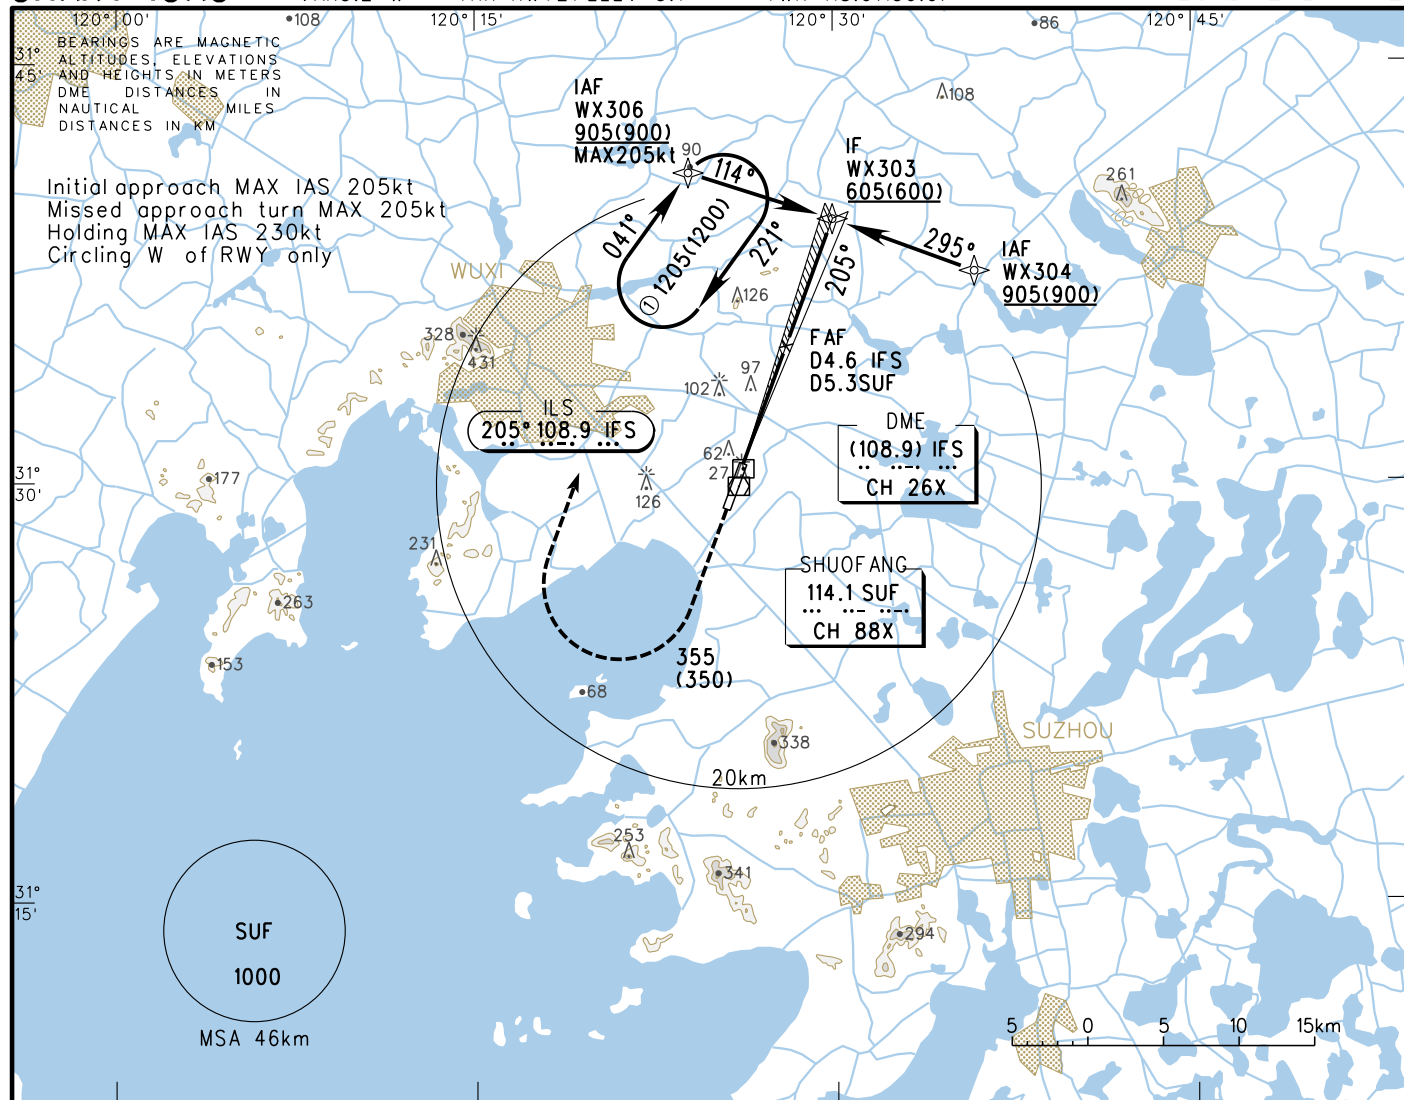 120° 00'
108
120° 15'
120° 30'
86
120° 45'
31°
45'
BEARINGS ARE MAGNETIC
ALTITUDES, ELEVATIONS
AND HEIGHTS IN METERS
DME DISTANCES IN
NAUTICAL MILES
DISTANCES IN KM
Initial approach MAX IAS 205kt
Missed approach turn MAX 205kt
Holding MAX IAS 230kt
Circling W of RWY only
IAF
WX306
905(900)
MAX205kt
90
108
IF
WX303
605(600)
261
114°
041°
① 1205(1200)
221°
205°
295°
IAF
WX304
905(900)
WUXI
126
328
431
FAF
D4.6 IFS
D5.3SUF
97
102
ILS
205° 108.9 IFS
.. ..-. ...
DME
(108.9) IFS
.. ..-. ...
CH 26X
62
27
31°
30'
177
126
231
SHUOFANG
114.1 SUF
... ..- ..-.
CH 88X
263
153
355
(350)
68
338
SUZHOU
20km
253
341
31°
15'
294
SUF
1000
MSA 46km
5 0 5 10 15km